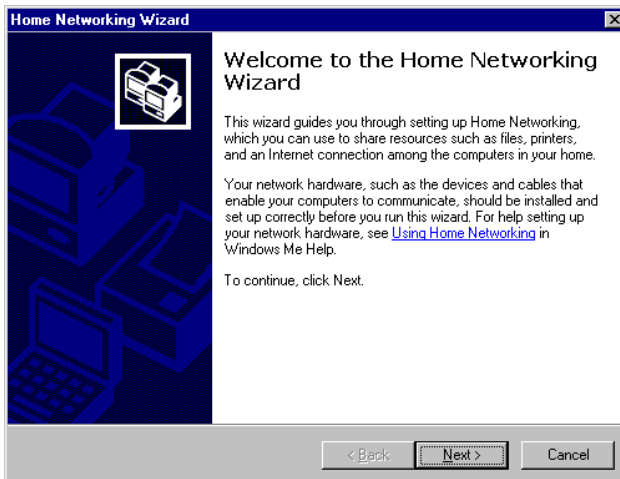 Home Networking Wizard
Welcome to the Home Networking
Wizard
This wizard guides you through setting up Home Networking,
which you can use to share resources such as files, printers,
and an Internet connection among the computers in your home.
Your network hardware, such as the devices and cables that
enable your computers to communicate, should be installed and
set up correctly before you run this wizard. For help setting up
your network hardware, see Using Home Networking in
Windows Me Help.
To continue, click Next.
< Back
Next >
Cancel